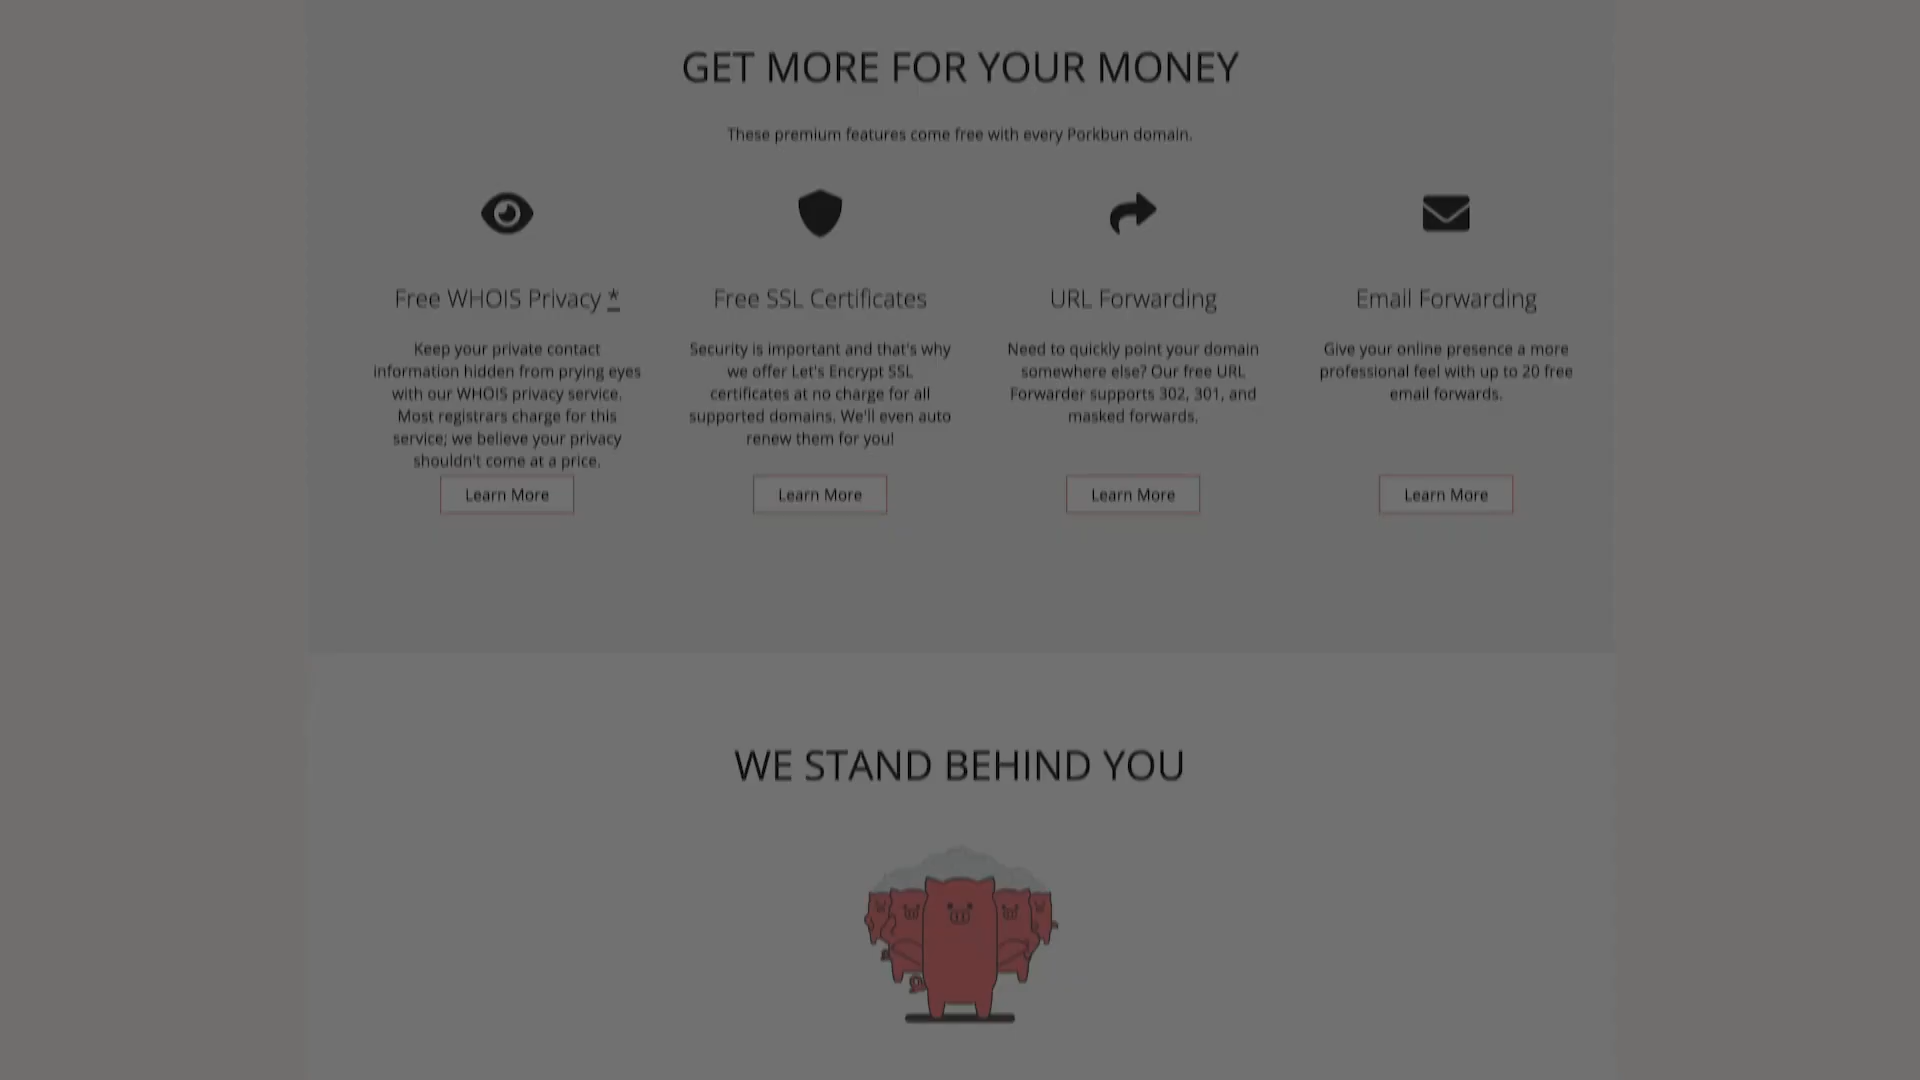 GET MORE FOR YOUR MONEY
These premium features come free with every Porkbun domain.
Free WHOIS Privacy *
Keep your private contact
information hidden from prying eyes
with our WHOIS privacy service.
Most registrars charge for this
service; we believe your privacy
shouldn't come at a price.
Learn More
Free SSL Certificates
Security is important and that's why
we offer Let's Encrypt SSL
certificates at no charge for all
supported domains. We'll even auto
renew them for you!
Learn More
URL Forwarding
Need to quickly point your domain
somewhere else? Our free URL
Forwarder supports 302, 301, and
masked forwards.
Learn More
Email Forwarding
Give your online presence a more
professional feel with up to 20 free
email forwards.
Learn More
WE STAND BEHIND YOU